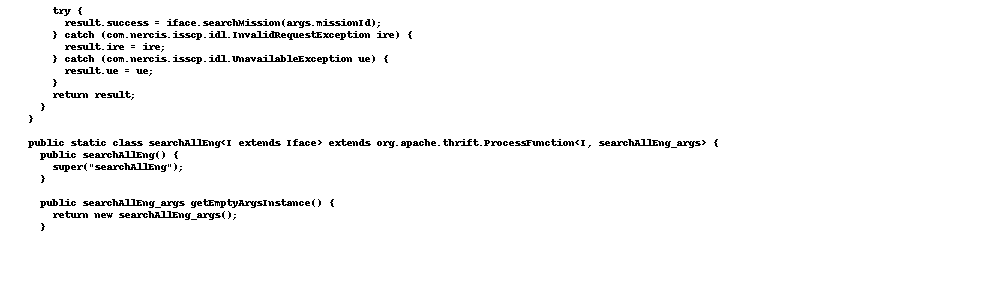 try {
result.success = iface.searchMission(args.missionId);
} catch (com.nercis.isscp.idl.InvalidRequestException ire) {
result.ire = ire;
} catch (com.nercis.isscp.idl.UnavailableException ue) {
result.ue = ue;
}
return result;
}
}
public static class searchAllEng<I extends Iface> extends org.apache.thrift.ProcessFunction<I, searchAllEng_args> {
public searchAllEng() {
super("searchAllEng");
}
public searchAllEng_args getEmptyArgsInstance() {
return new searchAllEng_args();
}